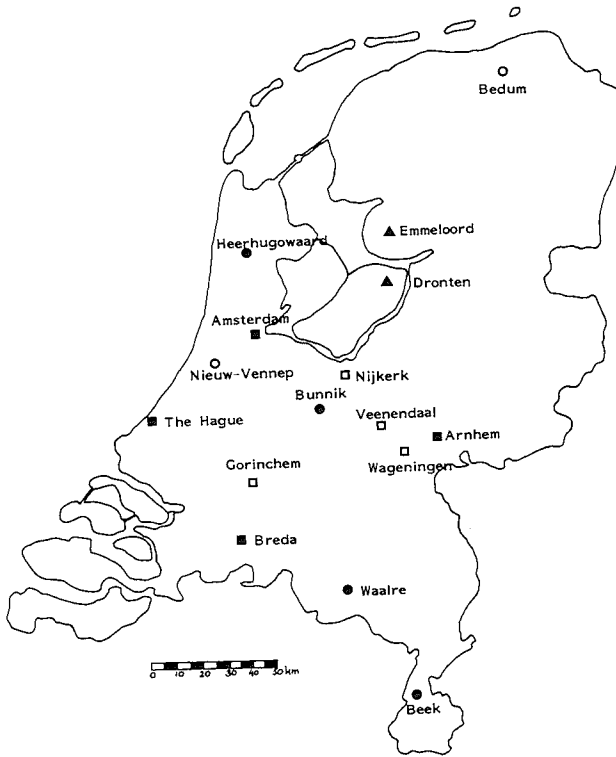 Bedum
Emmeloord
Heerhugowaard
Dronten
Amsterdam
Nieuw-Vennep
Nijkerk
Bunnik
Veenendaal
The Hague
Arnhem
Wageningen
Gorinchem
Breda
Waalre
0 10 20 30 40 50 km
Beek